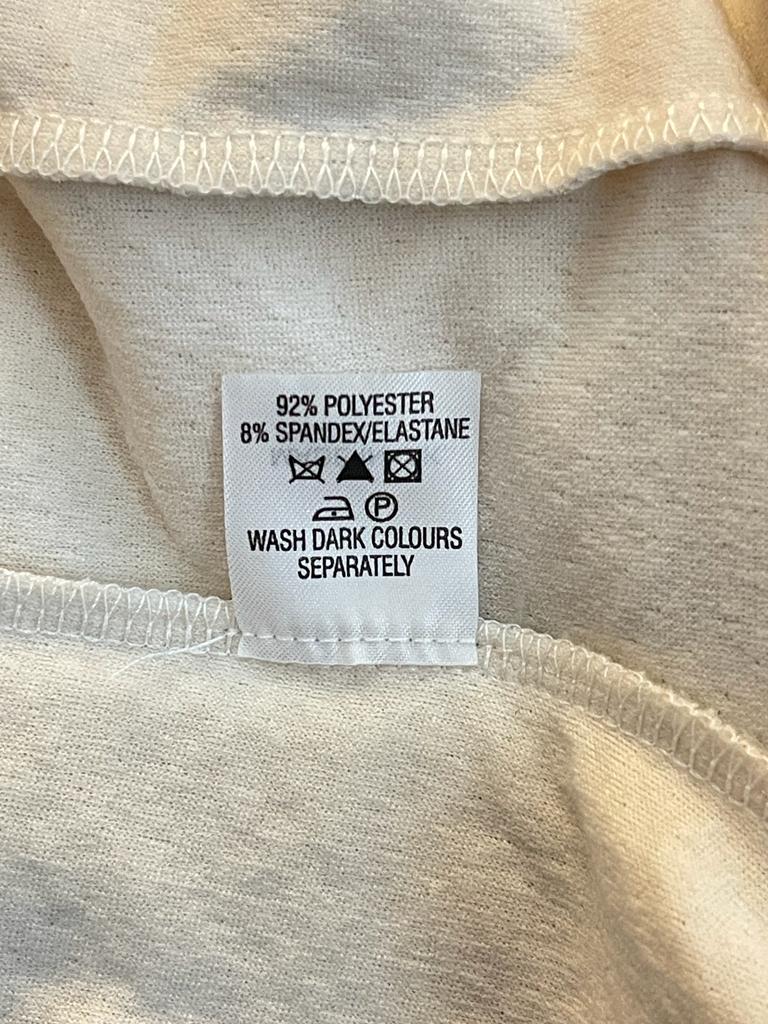 92% POLYESTER
8% SPANDEX/ELASTANE
P
WASH DARK COLOURS
SEPARATELY